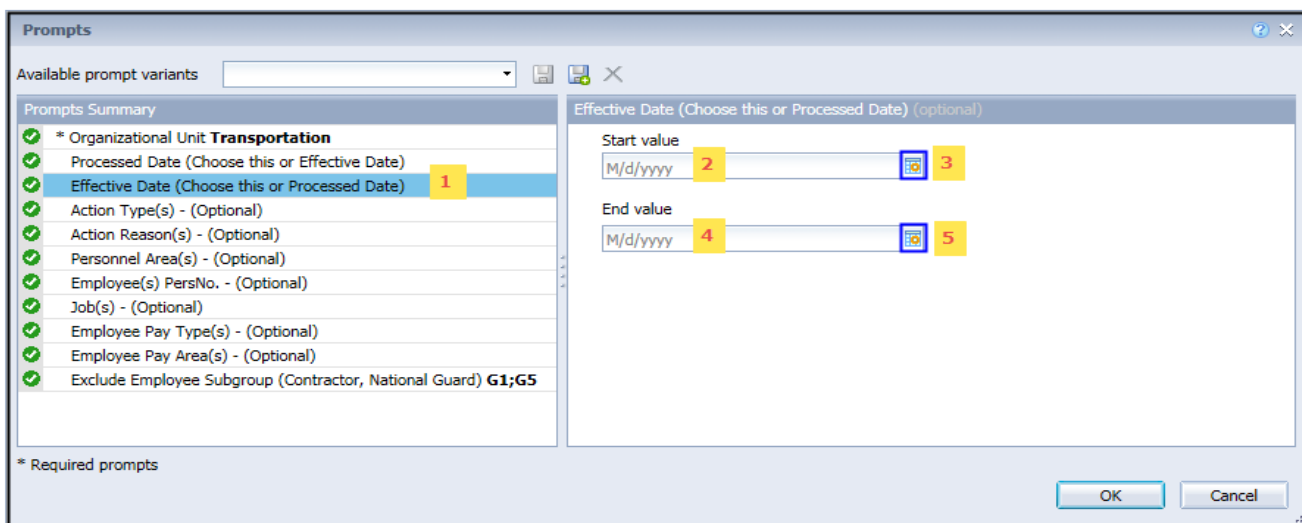 Prompts
Available prompt variants
Prompts Summary
* Organizational Unit Transportation
Processed Date (Choose this or Effective Date)
Effective Date (Choose this or Processed Date) 1
Action Type(s) - (Optional)
Action Reason(s) - (Optional)
Personnel Area(s) - (Optional)
Employee(s) PersNo. - (Optional)
Job(s) - (Optional)
Employee Pay Type(s) - (Optional)
Employee Pay Area(s) - (Optional)
Exclude Employee Subgroup (Contractor, National Guard) G1;G5
Effective Date (Choose this or Processed Date) (optional)
Start value
M/d/yyyy 2 3
End value
M/d/yyyy 4 5
* Required prompts
OK Cancel